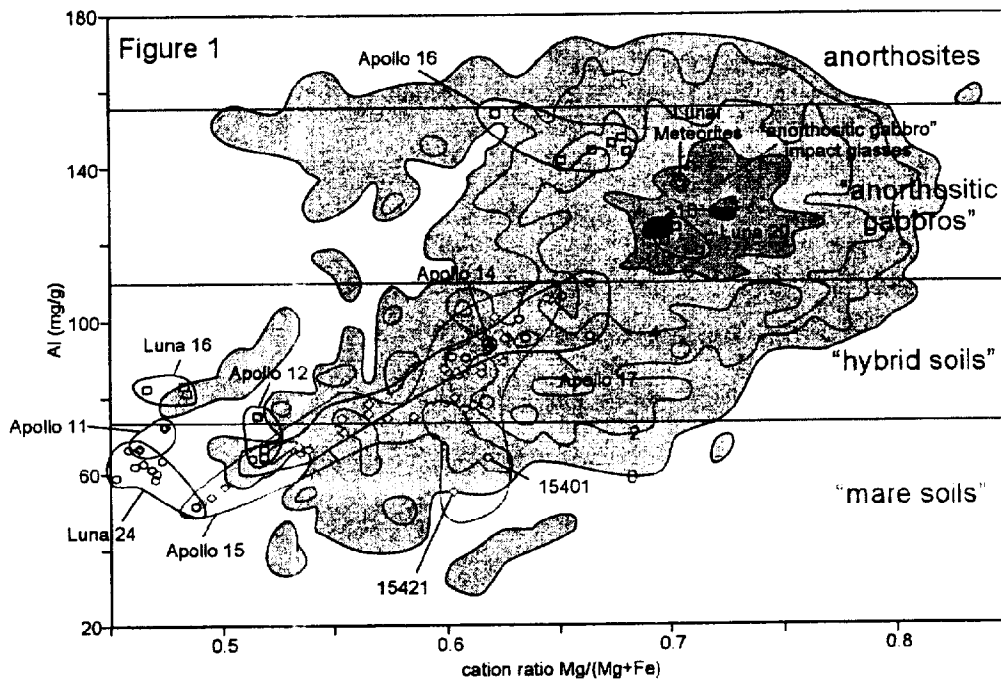 Figure 1
180
140
100
60
20
Al (mg/g)
0.5
0.6
0.7
0.8
cation ratio Mg/(Mg+Fe)
anorthosites
Apollo 16
Lunar
Meteorites
"anorthositic gabbro"
impact glasses
"anorthositic
gabbros"
Luna 20
Apollo 14
Luna 16
Apollo 12
Apollo 17
"hybrid soils"
Apollo 11
15401
"mare soils"
Luna 24
Apollo 15
15421